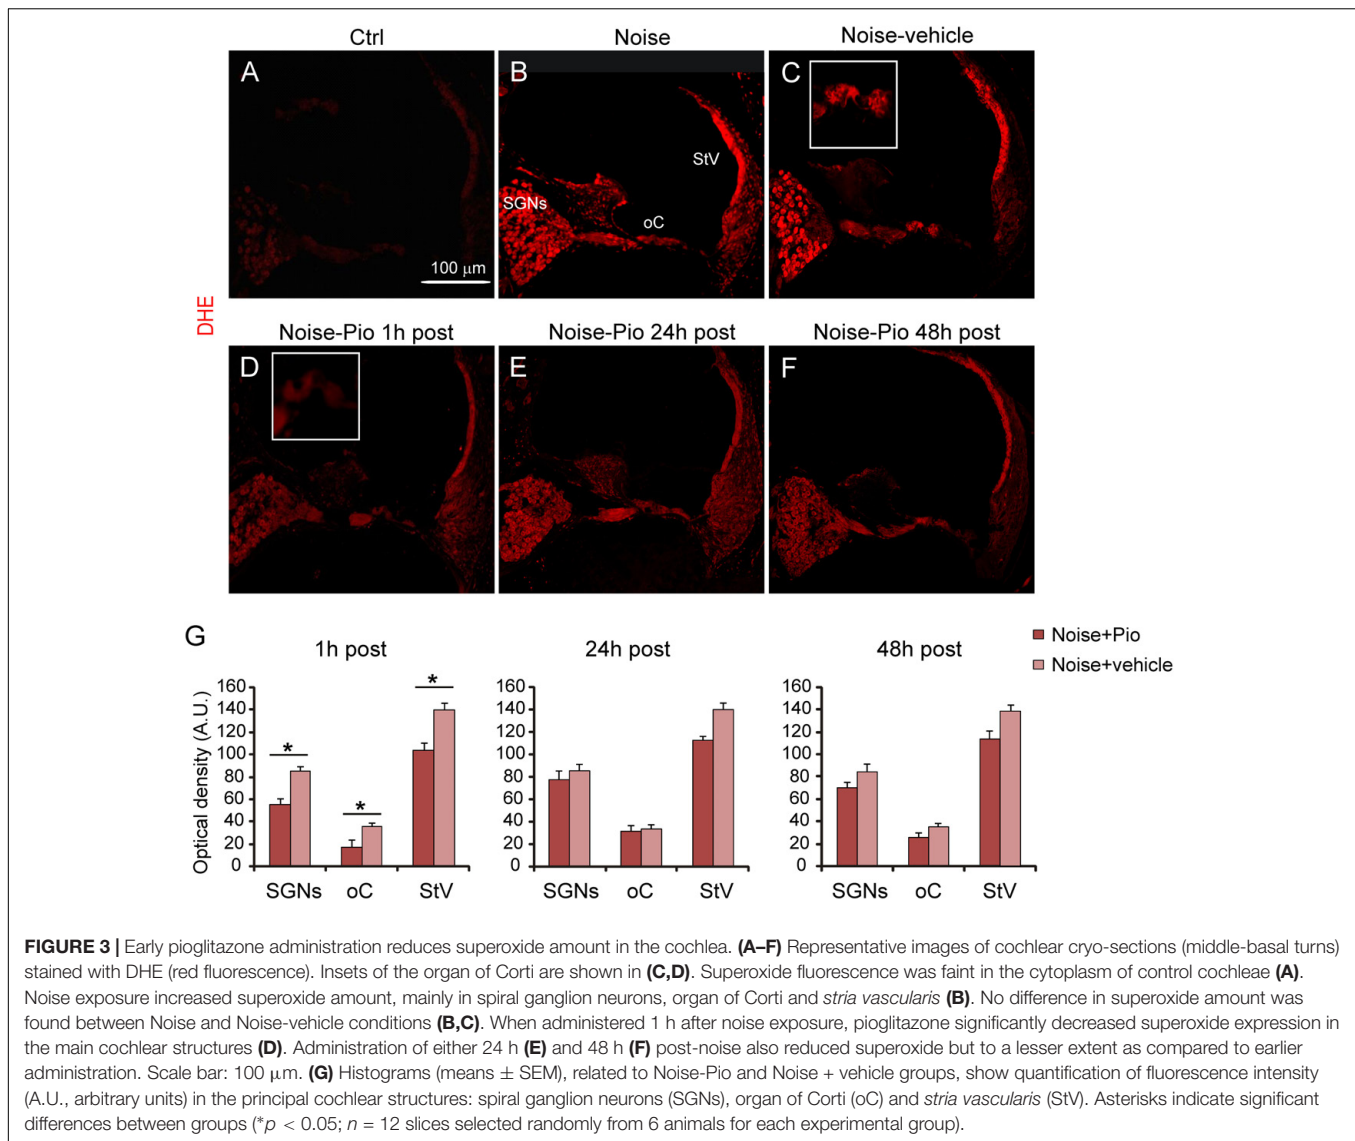 Ctrl
Noise
Noise-vehicle
A
B
C
StV
SGNs
oC
100 μm
DHE
Noise-Pio 1h post
Noise-Pio 24h post
Noise-Pio 48h post
D
E
F
G
1h post
24h post
48h post
Noise+Pio
Noise+vehicle
Optical density (A.U.)
160
140
120
100
80
60
40
20
0
* * *
SGNs oC StV
160
140
120
100
80
60
40
20
0
SGNs oC StV
160
140
120
100
80
60
40
20
0
SGNs oC StV
FIGURE 3 | Early pioglitazone administration reduces superoxide amount in the cochlea. (A–F) Representative images of cochlear cryo-sections (middle-basal turns)
stained with DHE (red fluorescence). Insets of the organ of Corti are shown in (C,D). Superoxide fluorescence was faint in the cytoplasm of control cochleae (A).
Noise exposure increased superoxide amount, mainly in spiral ganglion neurons, organ of Corti and stria vascularis (B). No difference in superoxide amount was
found between Noise and Noise-vehicle conditions (B,C). When administered 1 h after noise exposure, pioglitazone significantly decreased superoxide expression in
the main cochlear structures (D). Administration of either 24 h (E) and 48 h (F) post-noise also reduced superoxide but to a lesser extent as compared to earlier
administration. Scale bar: 100 μm. (G) Histograms (means ± SEM), related to Noise-Pio and Noise + vehicle groups, show quantification of fluorescence intensity
(A.U., arbitrary units) in the principal cochlear structures: spiral ganglion neurons (SGNs), organ of Corti (oC) and stria vascularis (StV). Asterisks indicate significant
differences between groups (*p < 0.05; n = 12 slices selected randomly from 6 animals for each experimental group).